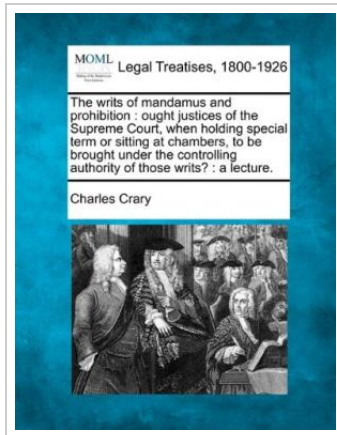 MOML Legal Treatises, 1800-1926
The writs of mandamus and
prohibition : ought justices of the
Supreme Court, when holding special
term or sitting at chambers, to be
brought under the controlling
authority of those writs? : a lecture.
Charles Crary